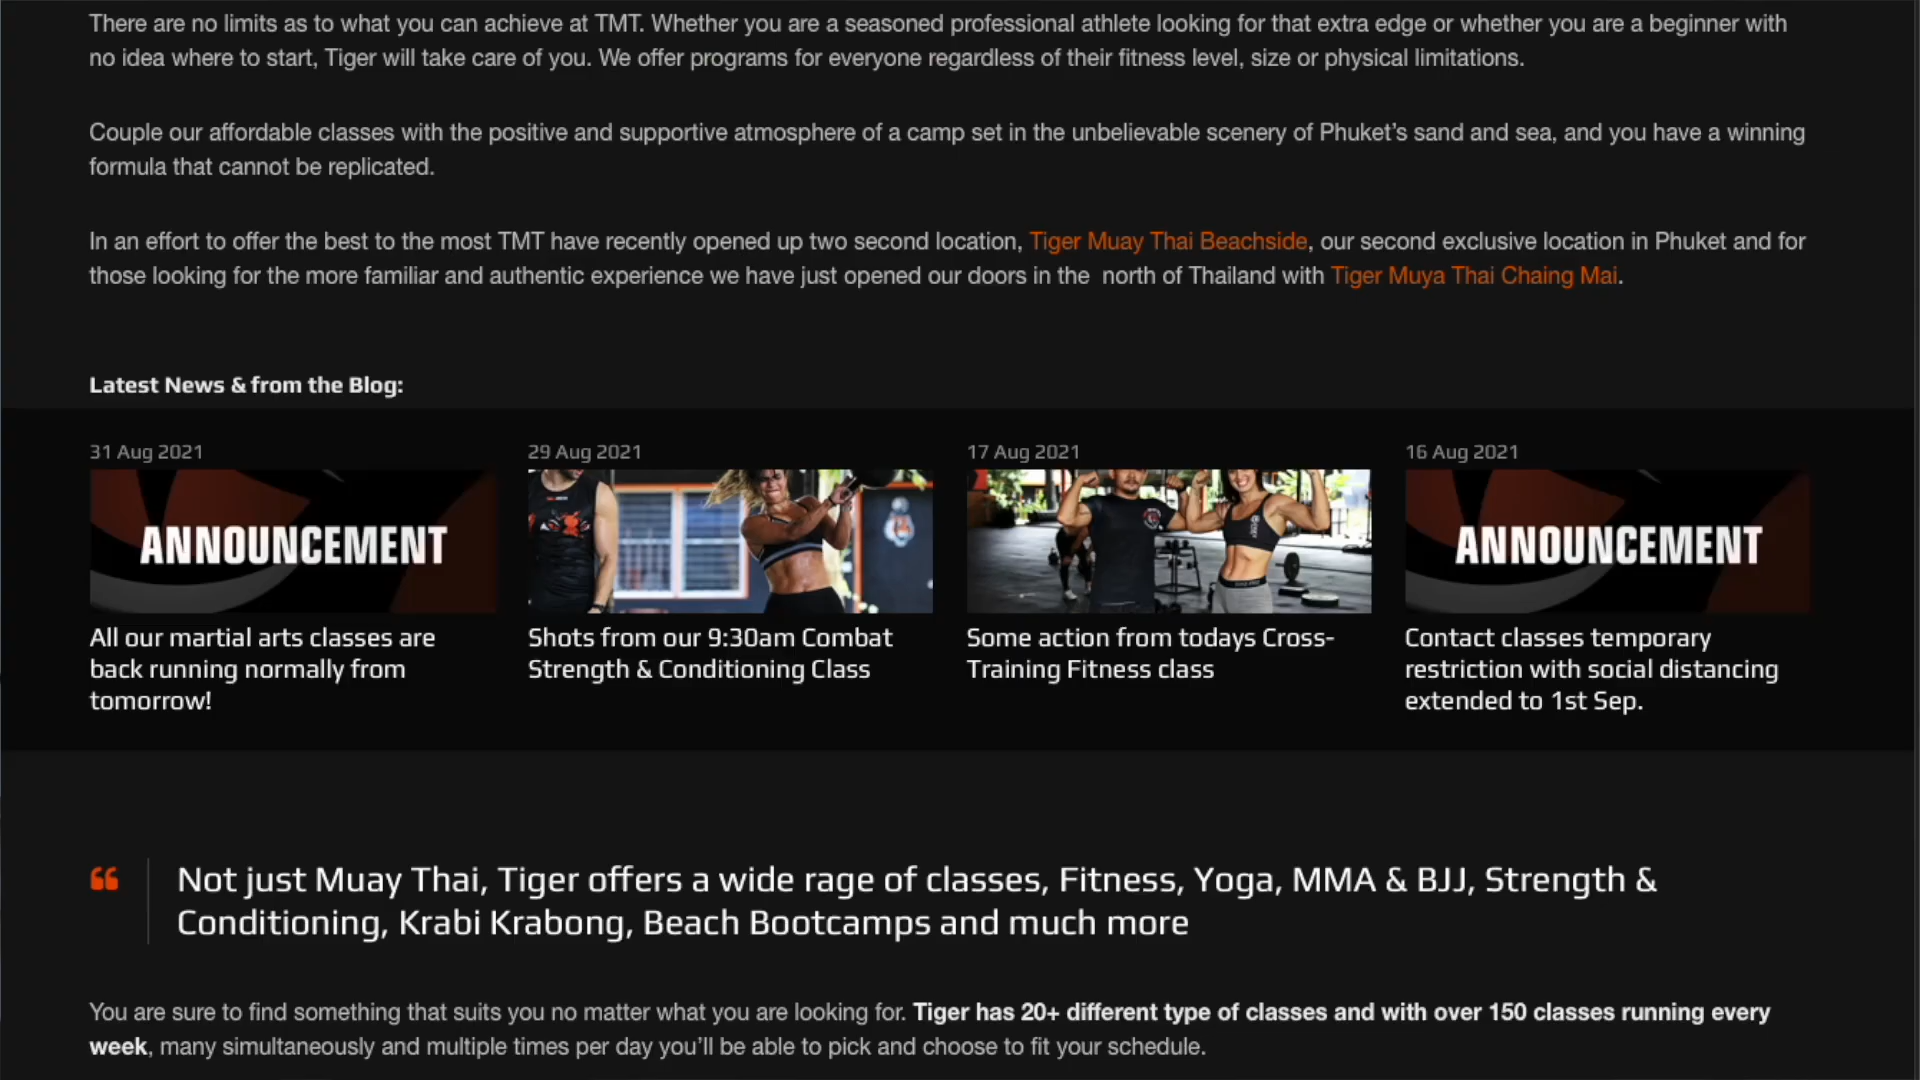 There are no limits as to what you can achieve at TMT. Whether you are a seasoned professional athlete looking for that extra edge or whether you are a beginner with
no idea where to start, Tiger will take care of you. We offer programs for everyone regardless of their fitness level, size or physical limitations.
Couple our affordable classes with the positive and supportive atmosphere of a camp set in the unbelievable scenery of Phuket’s sand and sea, and you have a winning
formula that cannot be replicated.
In an effort to offer the best to the most TMT have recently opened up two second location, Tiger Muay Thai Beachside, our second exclusive location in Phuket and for
those looking for the more familiar and authentic experience we have just opened our doors in the  north of Thailand with Tiger Muya Thai Chaing Mai.
Latest News & from the Blog:
31 Aug 2021
ANNOUNCEMENT
All our martial arts classes are
back running normally from
tomorrow!
29 Aug 2021
Shots from our 9:30am Combat
Strength & Conditioning Class
17 Aug 2021
Some action from todays Cross-
Training Fitness class
16 Aug 2021
ANNOUNCEMENT
Contact classes temporary
restriction with social distancing
extended to 1st Sep.
Not just Muay Thai, Tiger offers a wide rage of classes, Fitness, Yoga, MMA & BJJ, Strength &
Conditioning, Krabi Krabong, Beach Bootcamps and much more
You are sure to find something that suits you no matter what you are looking for. Tiger has 20+ different type of classes and with over 150 classes running every
week, many simultaneously and multiple times per day you’ll be able to pick and choose to fit your schedule.